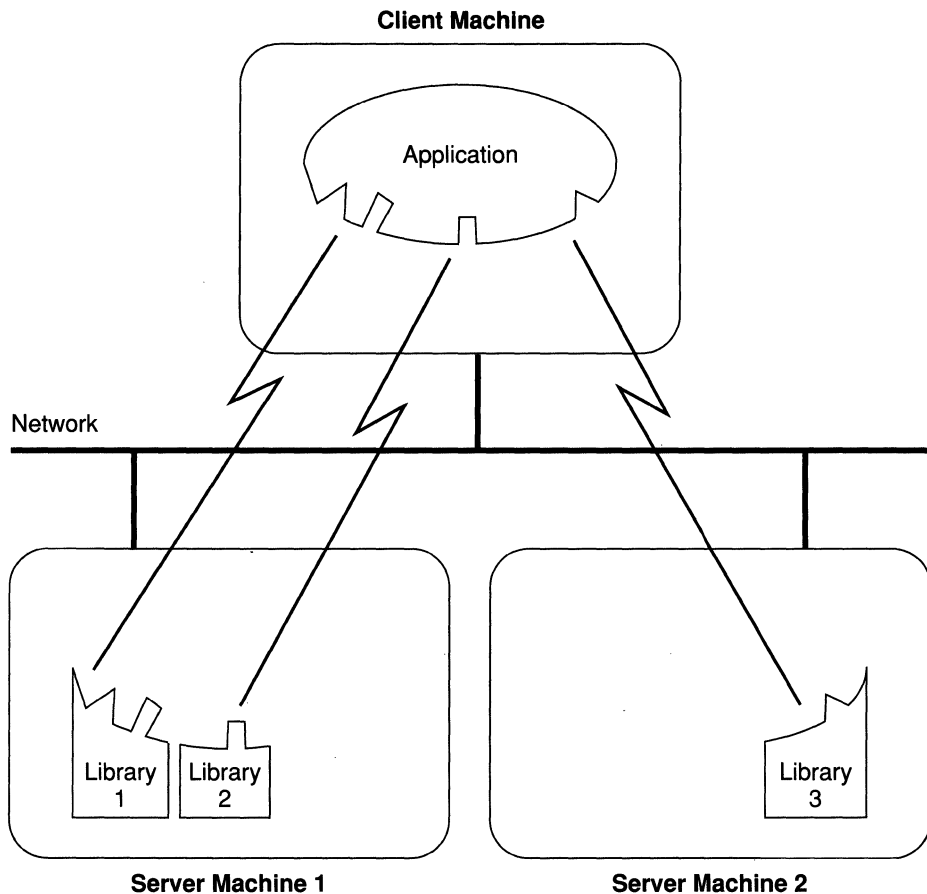 Client Machine
Application
Network
Library
1
Library
2
Library
3
Server Machine 1
Server Machine 2